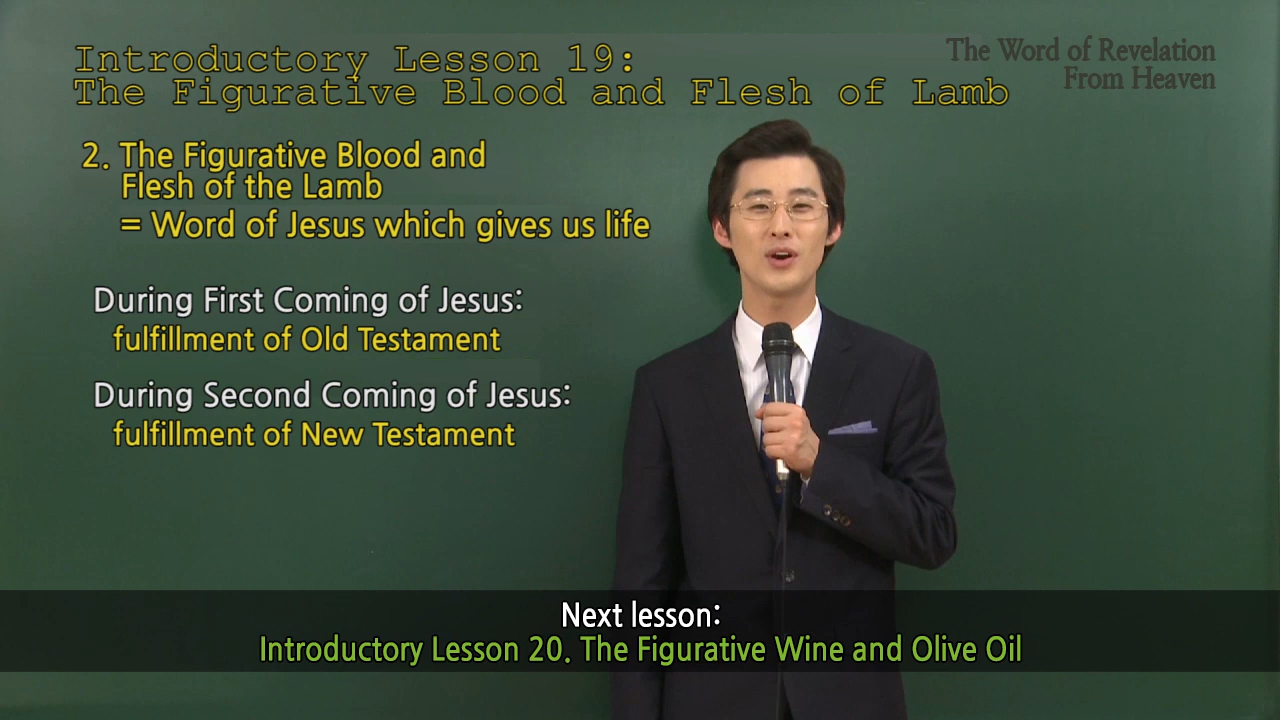 Introductory Lesson 19:
The Figurative Blood and Flesh of Lamb
The Word of Revelation
From Heaven
2. The Figurative Blood and
Flesh of the Lamb
= Word of Jesus which gives us life
During First Coming of Jesus:
fulfillment of Old Testament
During Second Coming of Jesus:
fulfillment of New Testament
Next lesson:
Introductory Lesson 20. The Figurative Wine and Olive Oil